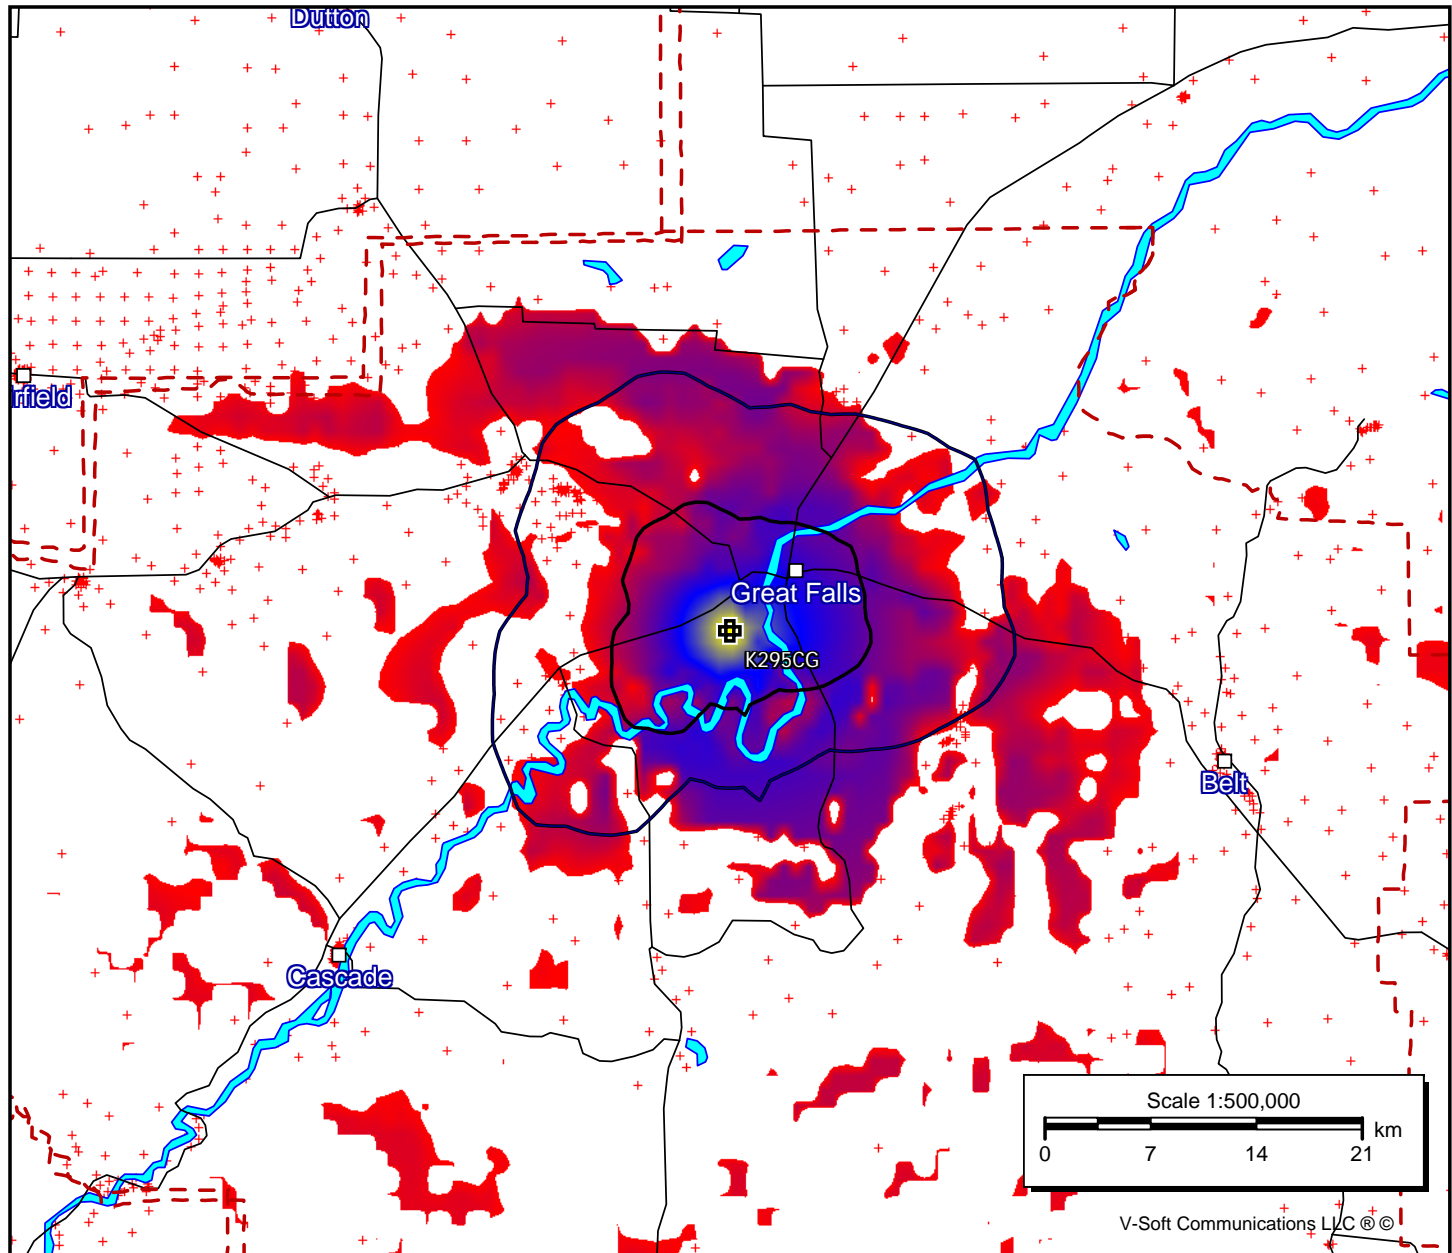 Dutton
rfield
Great Falls
K295CG
Belt
Cascade
Scale 1:500,000
km
0 7 14 21
V-Soft Communications LLC ® ©